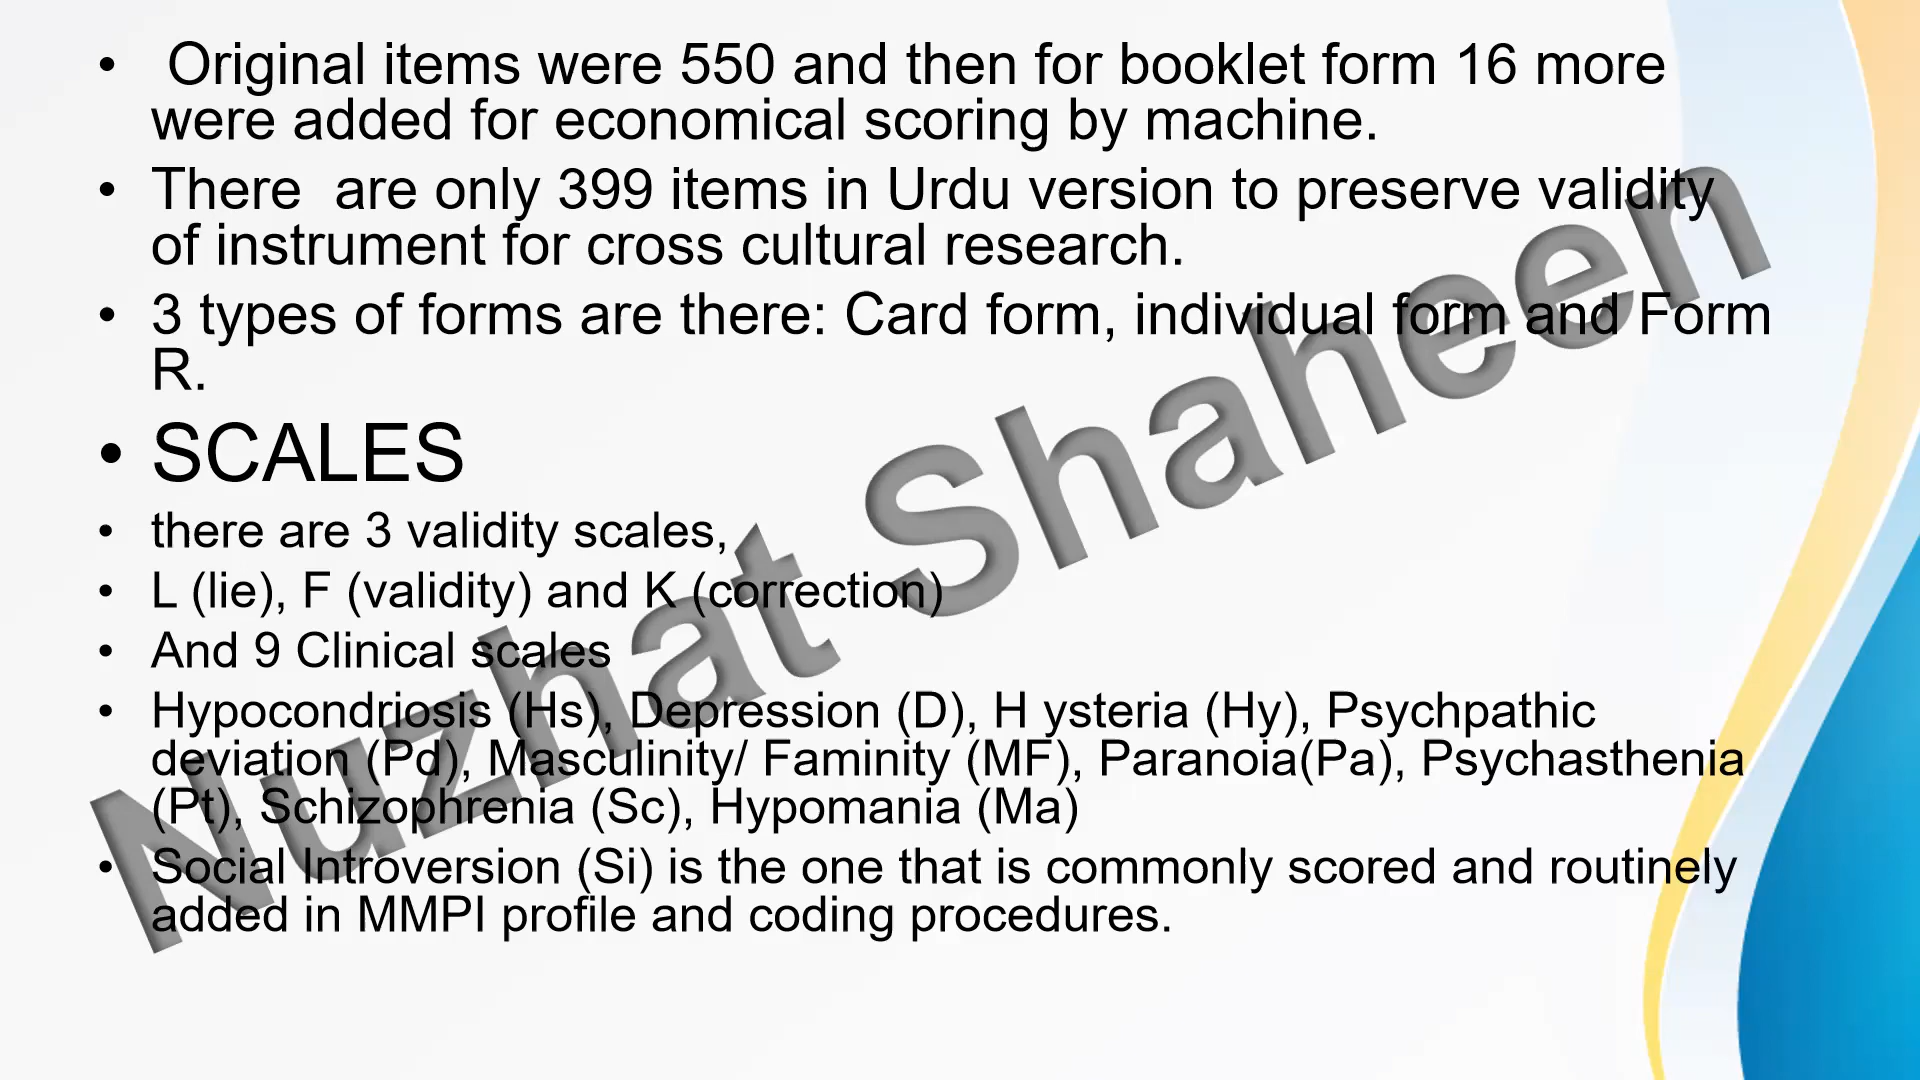 • Original items were 550 and then for booklet form 16 more
were added for economical scoring by machine.
• There are only 399 items in Urdu version to preserve validity
of instrument for cross cultural research.
• 3 types of forms are there: Card form, individual form and Form
R.
• SCALES
• there are 3 validity scales,
• L (lie), F (validity) and K (correction)
• And 9 Clinical scales
• Hypocondriosis (Hs), Depression (D), H ysteria (Hy), Psychpathic
deviation (Pd), Masculinity/ Faminity (MF), Paranoia(Pa), Psychasthenia
(Pt), Schizophrenia (Sc), Hypomania (Ma)
• Social Introversion (Si) is the one that is commonly scored and routinely
added in MMPI profile and coding procedures.
Nuzhat Shaheen